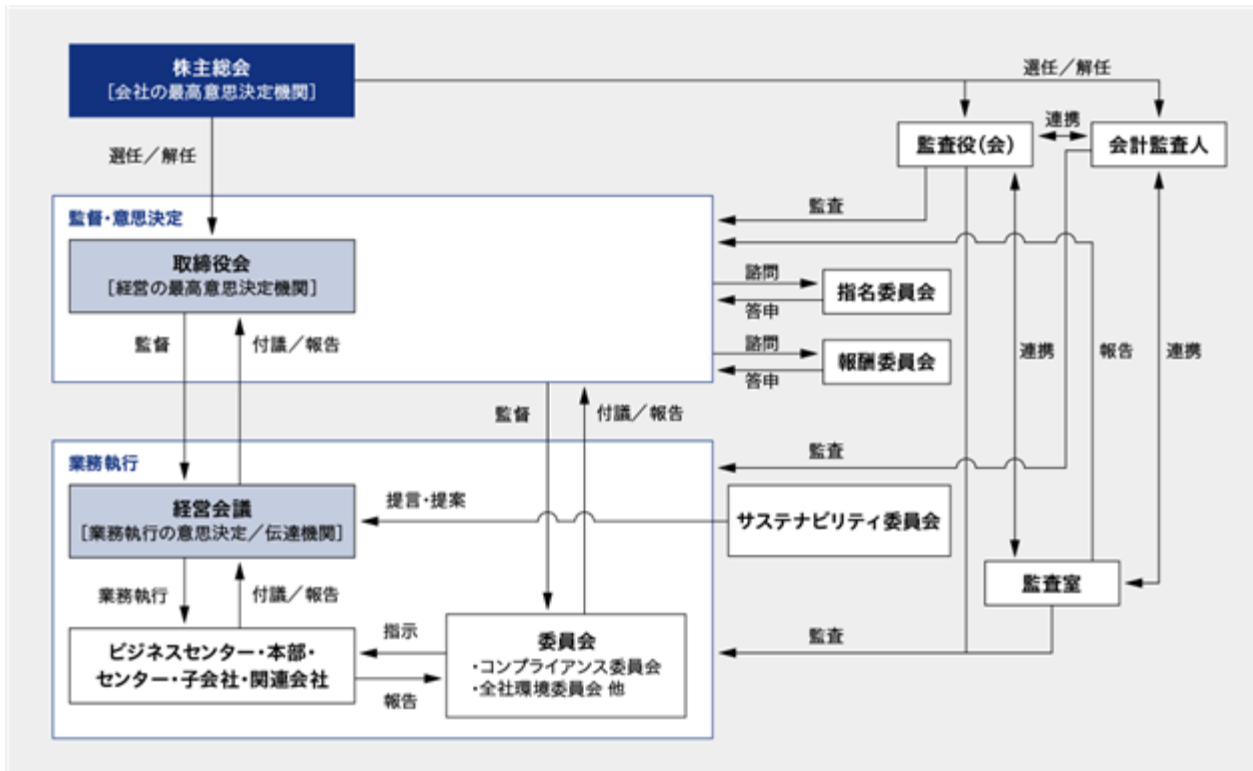 株主総会
[会社の最高意思決定機関]
選任/解任
監査役(会)
連携
会計監査人
選任/解任
監査
監督・意思決定
取締役会
[経営の最高意思決定機関]
諮問
指名委員会
答申
監督
付議/報告
諮問
報酬委員会
答申
連携
報告
連携
監督
付議/報告
業務執行
監査
経営会議
[業務執行の意思決定/伝達機関]
提言・提案
サステナビリティ委員会
監査室
業務執行
付議/報告
ビジネスセンター・本部・
センター・子会社・関連会社
指示
報告
委員会
・コンプライアンス委員会
・全社環境委員会 他
監査